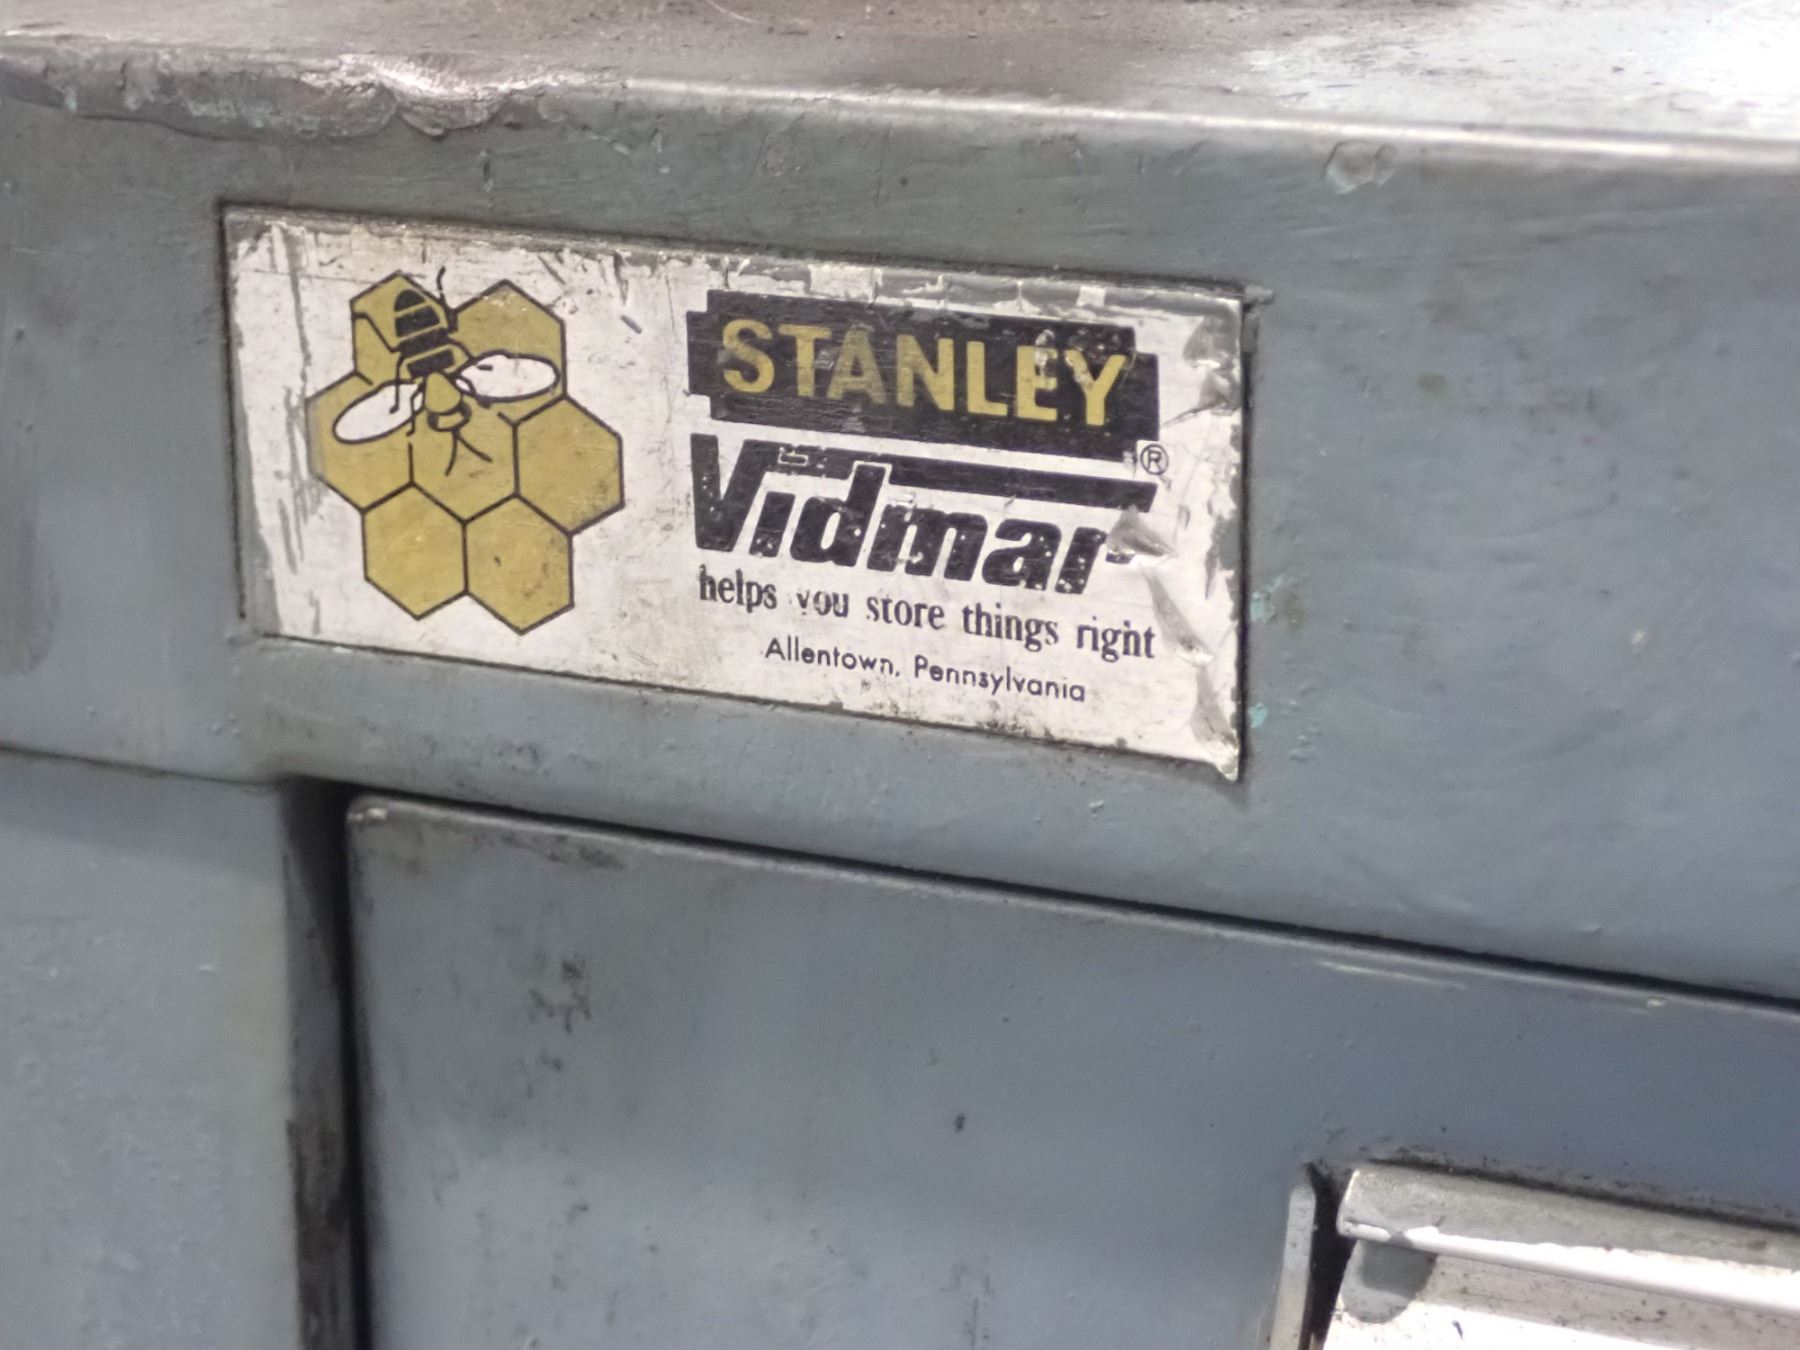 STANLEY
Vidmar®
helps you store things right
Allentown, Pennsylvania